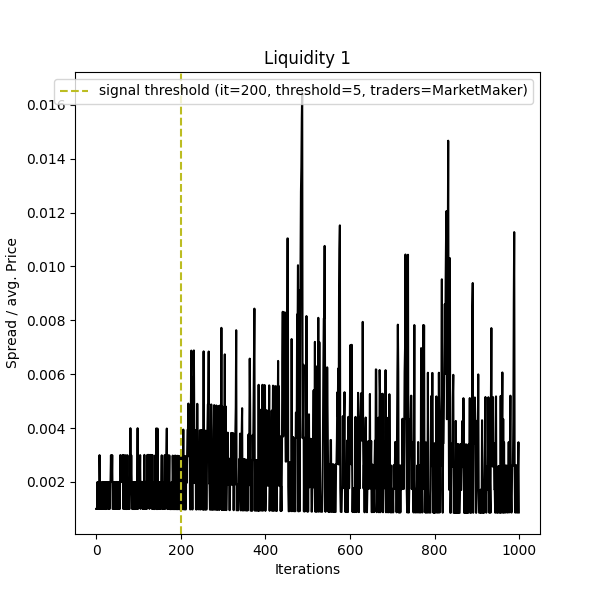 Liquidity 1
signal threshold (it=200, threshold=5, traders=MarketMaker)
0.016
0.014
0.012
0.010
0.008
0.006
0.004
0.002
Spread / avg. Price
0 200 400 600 800 1000
Iterations